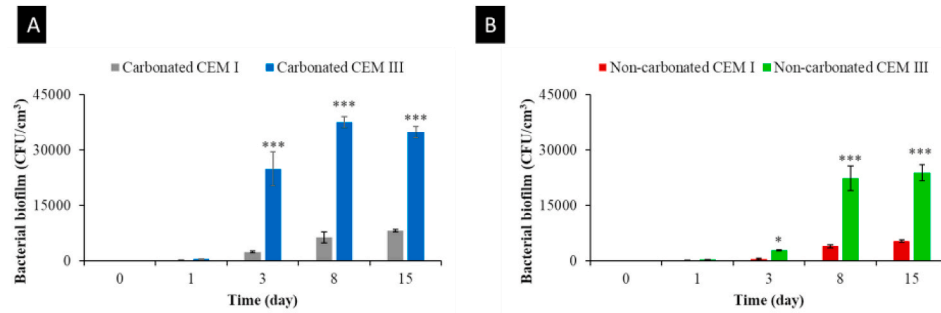 A
Carbonated CEM I Carbonated CEM III
Bacterial biofilm (CFU/cm³)
45000
30000
15000
0
***
***
***
0 1 3 8 15
Time (day)
B
Non-carbonated CEM I Non-carbonated CEM III
Bacterial biofilm (CFU/cm³)
45000
30000
15000
0
*
***
***
0 1 3 8 15
Time (day)